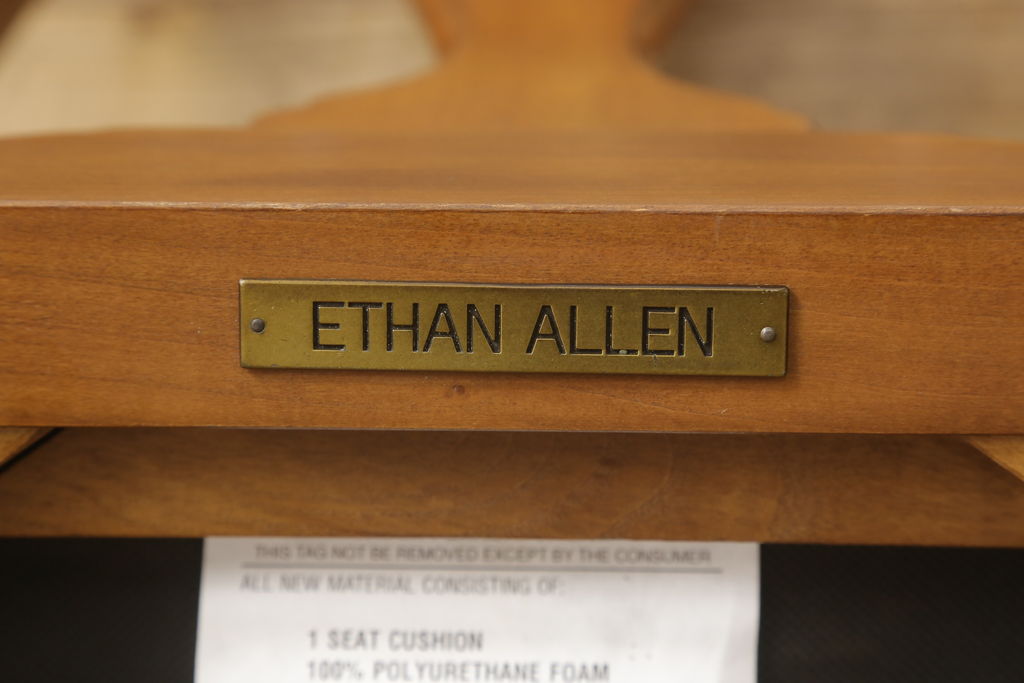 ETHAN ALLEN
THIS TAG NOT BE REMOVED EXCEPT BY THE CONSUMER
ALL NEW MATERIAL CONSISTING OF:
1 SEAT CUSHION
100% POLYURETHANE FOAM